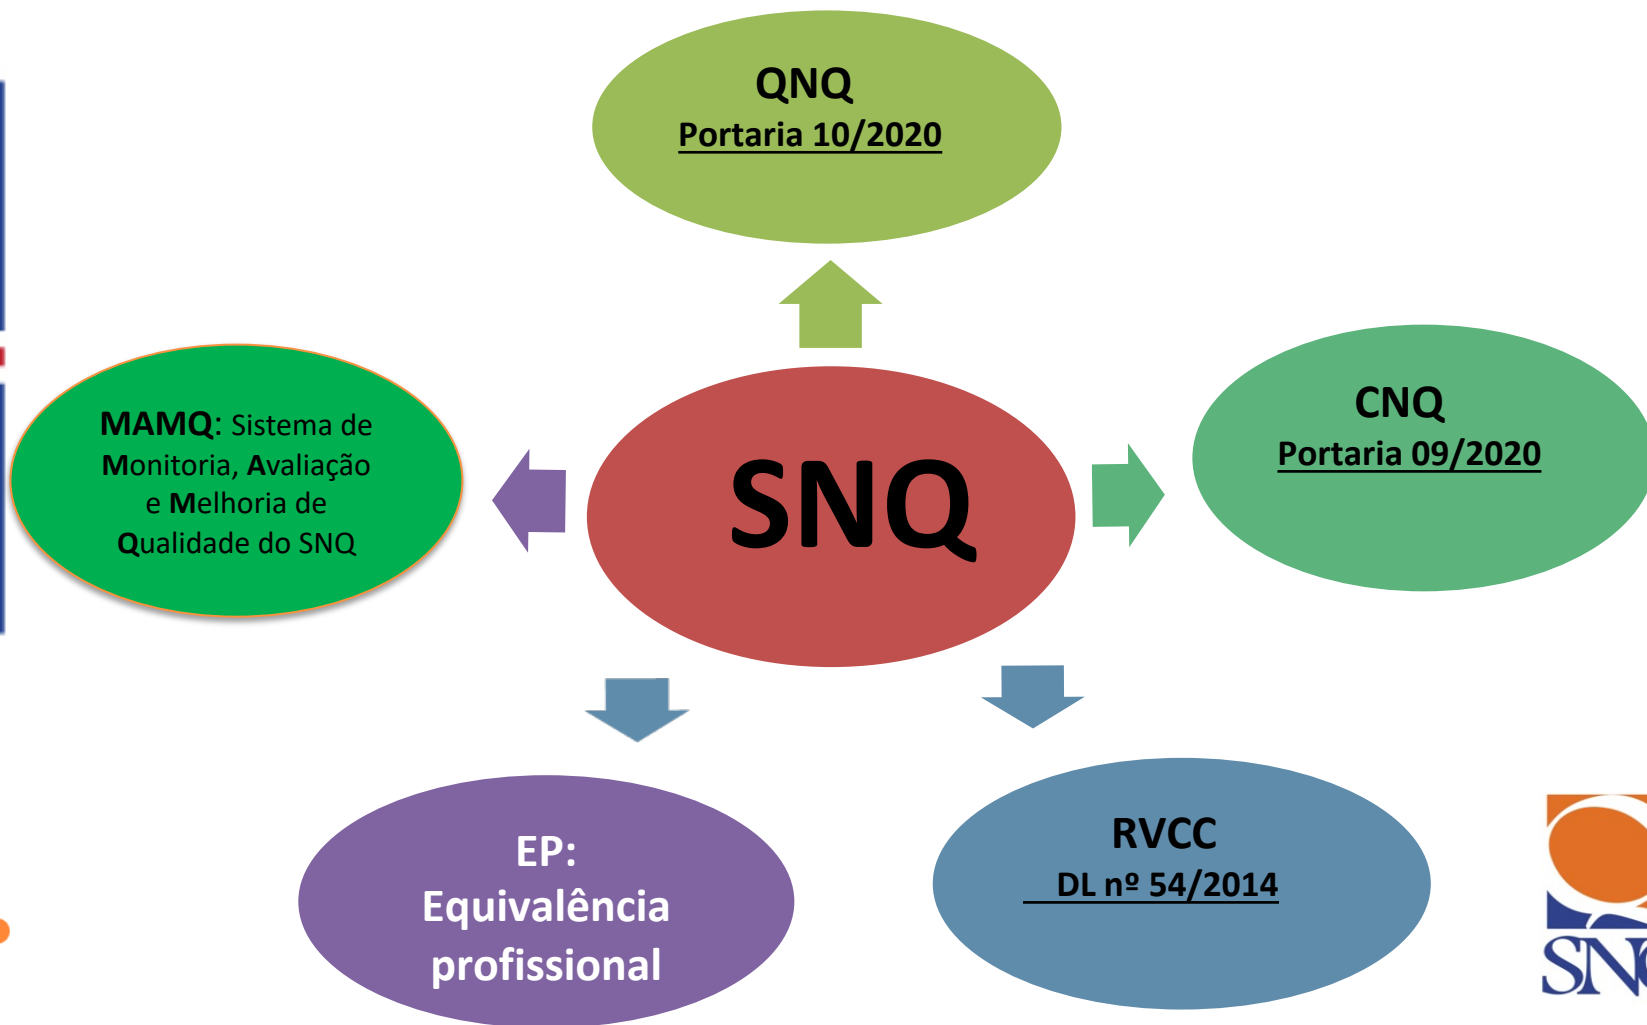 QNQ
Portaria 10/2020
CNQ
Portaria 09/2020
MAMQ: Sistema de
Monitoria, Avaliação
e Melhoria de
Qualidade do SNQ
SNQ
EP:
Equivalência
profissional
RVCC
DL nº 54/2014
SNQ